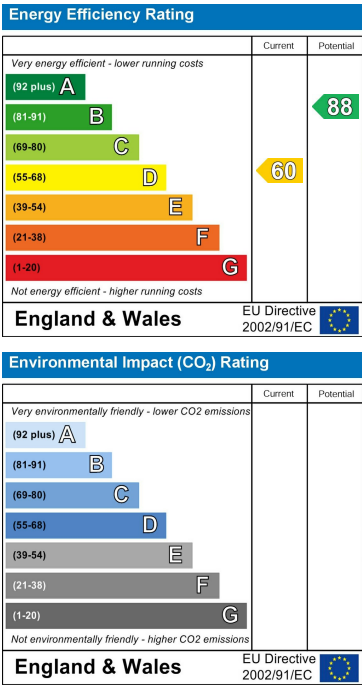 Energy Efficiency Rating
Current Potential
Very energy efficient - lower running costs
(92 plus) A
(81-91) B
88
(69-80) C
(55-68) D
60
(39-54) E
(21-38) F
(1-20) G
Not energy efficient - higher running costs
England & Wales
EU Directive
2002/91/EC
Environmental Impact (CO₂) Rating
Current Potential
Very environmentally friendly - lower CO2 emissions
(92 plus) A
(81-91) B
(69-80) C
(55-68) D
(39-54) E
(21-38) F
(1-20) G
Not environmentally friendly - higher CO2 emissions
England & Wales
EU Directive
2002/91/EC